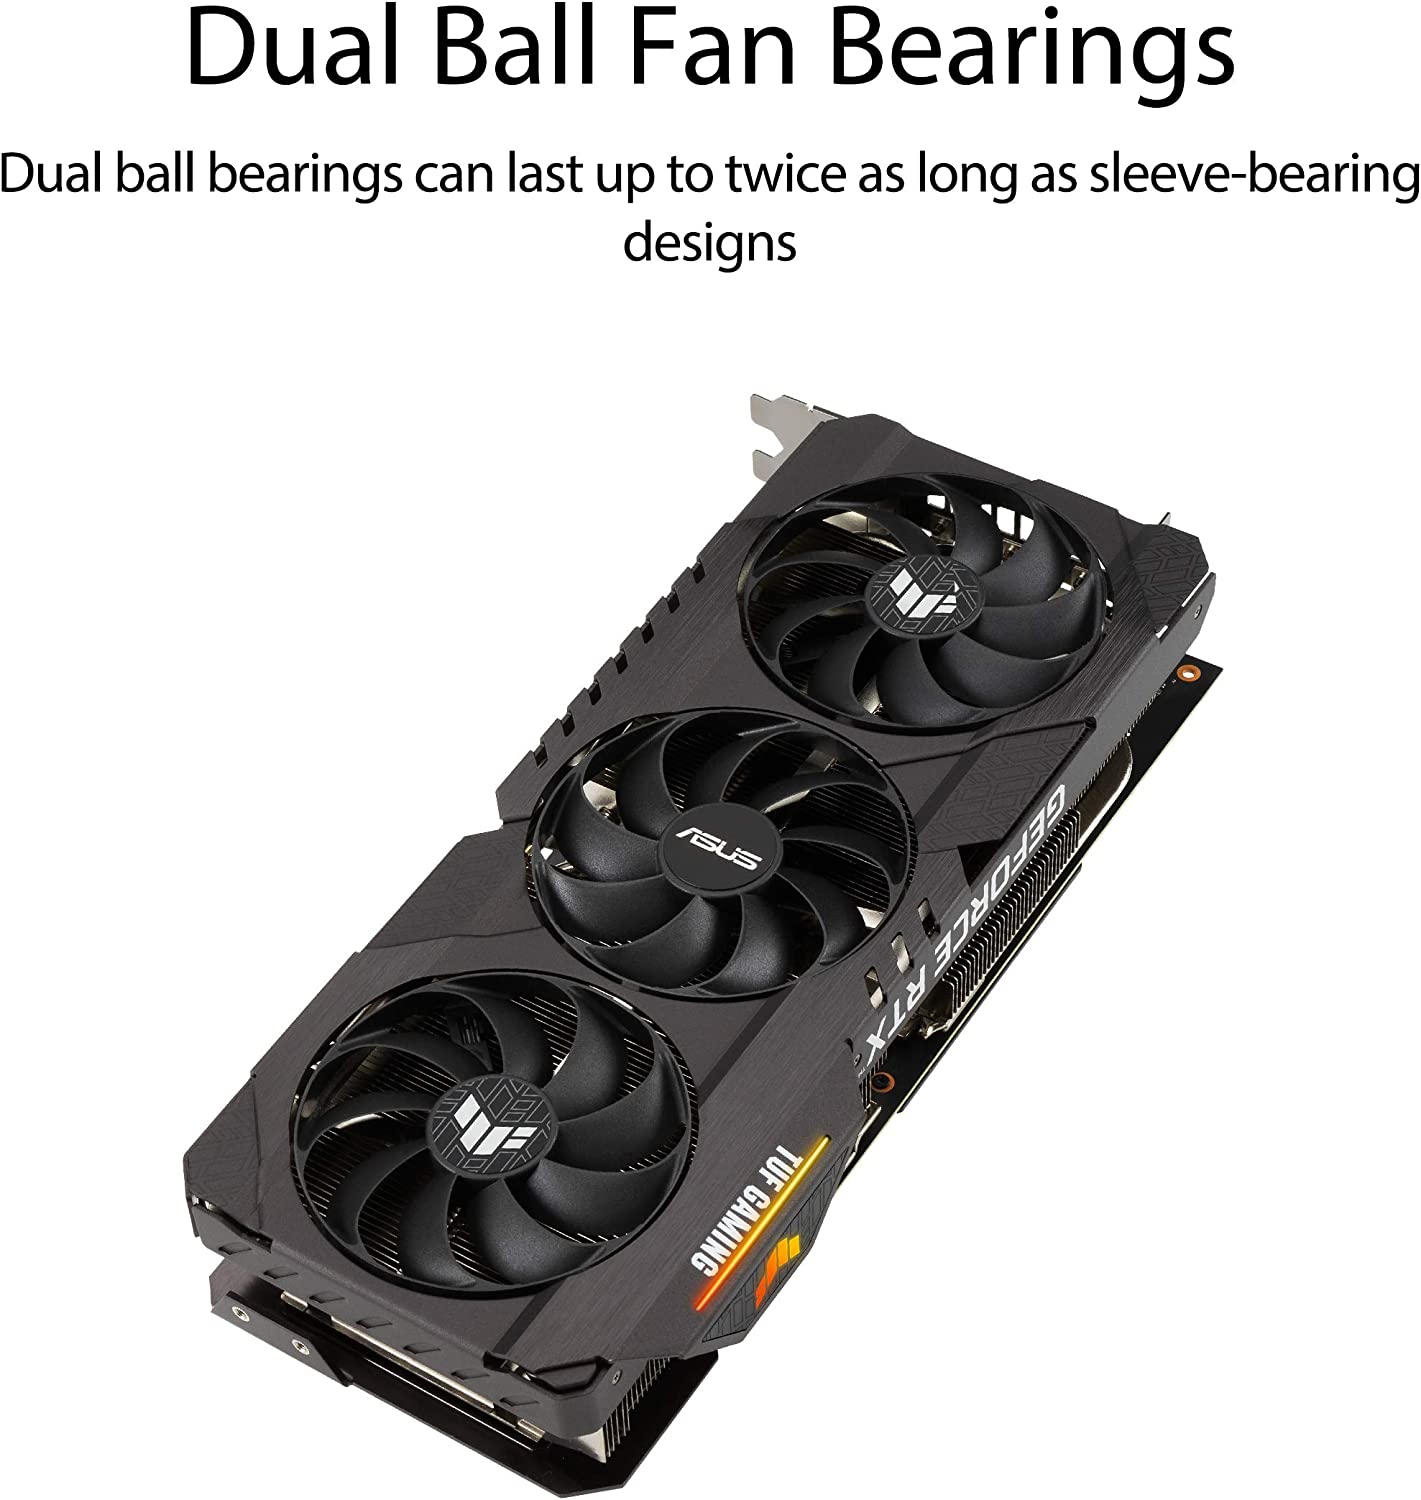 Dual Ball Fan Bearings
Dual ball bearings can last up to twice as long as sleeve-bearing
designs
ASUS
GEFORCE RTX
TUF GAMING